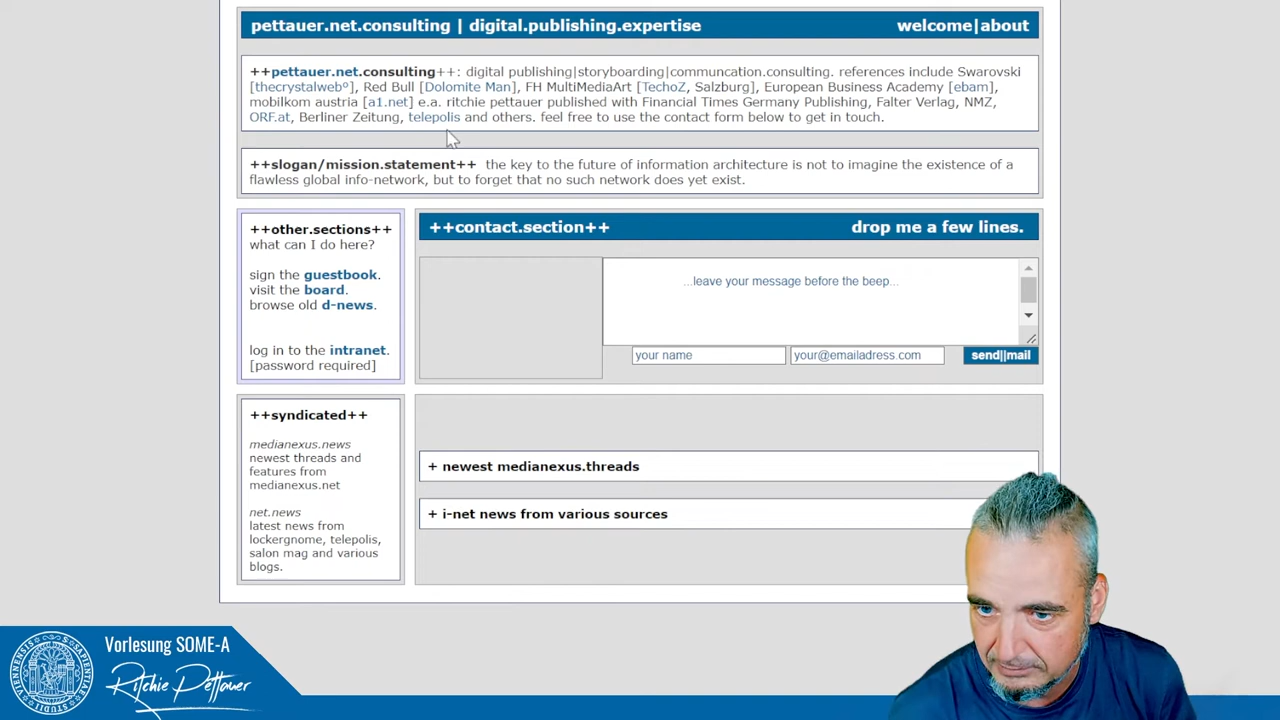 pettauer.net.consulting | digital.publishing.expertise
welcome|about
++pettauer.net.consulting++: digital publishing|storyboarding|communcation.consulting. references include Swarovski
[thecrystalweb°], Red Bull [Dolomite Man], FH MultiMediaArt [TechoZ, Salzburg], European Business Academy [ebam],
mobilkom austria [a1.net] e.a. ritchie pettauer published with Financial Times Germany Publishing, Falter Verlag, NMZ,
ORF.at, Berliner Zeitung, telepolis and others. feel free to use the contact form below to get in touch.
++slogan/mission.statement++ the key to the future of information architecture is not to imagine the existence of a
flawless global info-network, but to forget that no such network does yet exist.
++other.sections++
what can I do here?
sign the guestbook.
visit the board.
browse old d-news.
log in to the intranet.
[password required]
++contact.section++
drop me a few lines.
...leave your message before the beep...
your name
your@emailadress.com
send||mail
++syndicated++
medianexus.news
newest threads and
features from
medianexus.net
net.news
latest news from
lockergnome, telepolis,
salon mag and various
blogs.
+ newest medianexus.threads
+ i-net news from various sources
Vorlesung SOME-A
Ritchie Pettauer